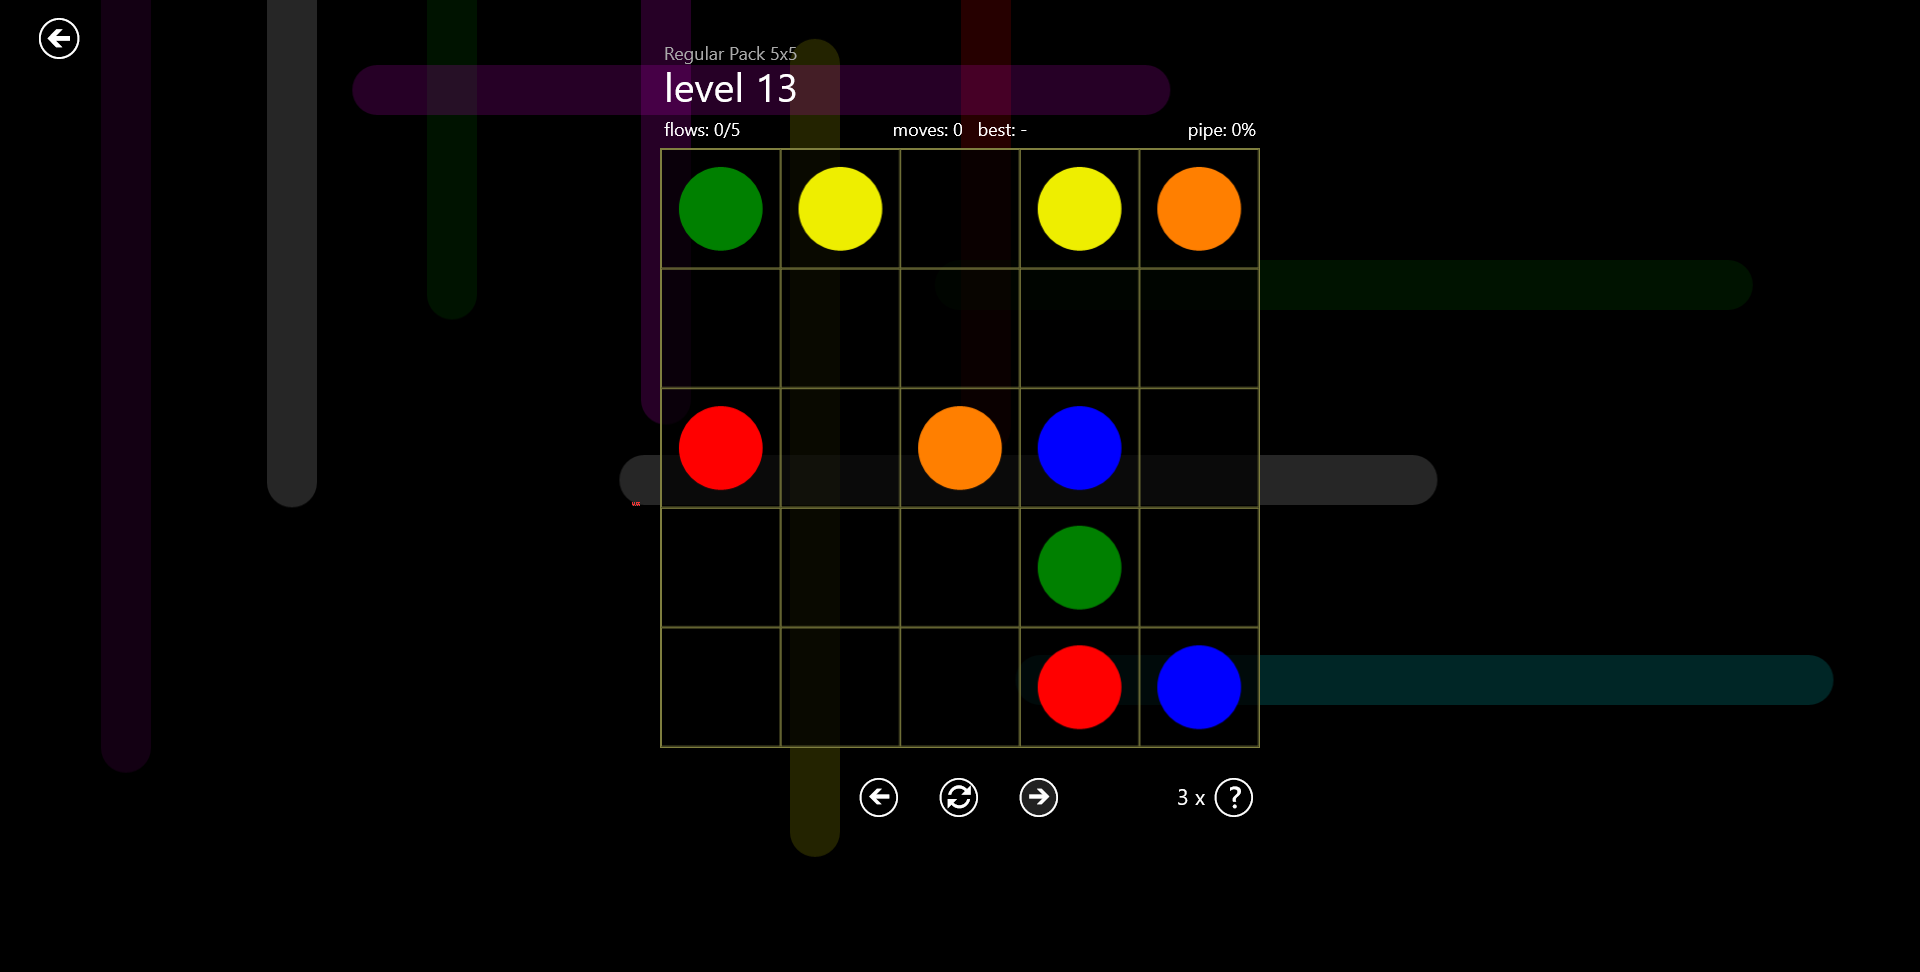 Regular Pack 5x5
level 13
flows: 0/5 moves: 0 best: - pipe: 0%
3 x ?